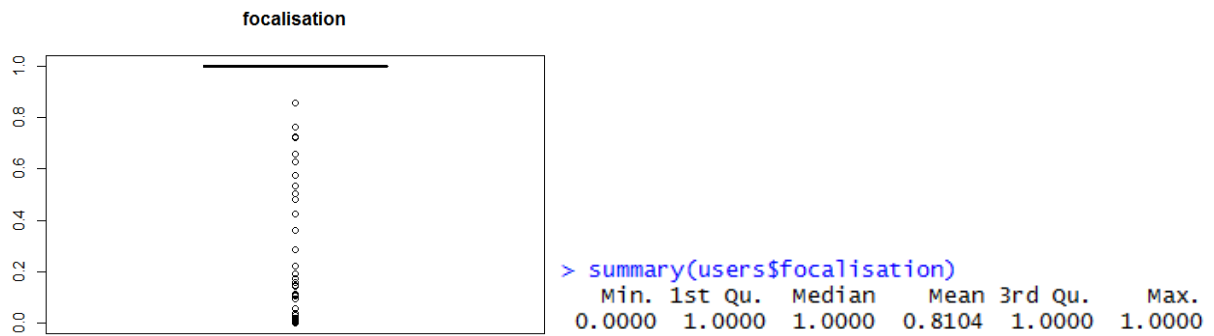 focalisation
1.0
0.8
0.6
0.4
0.2
0.0
> summary(users$focalisation)
Min. 1st Qu. Median Mean 3rd Qu. Max.
0.0000 1.0000 1.0000 0.8104 1.0000 1.0000